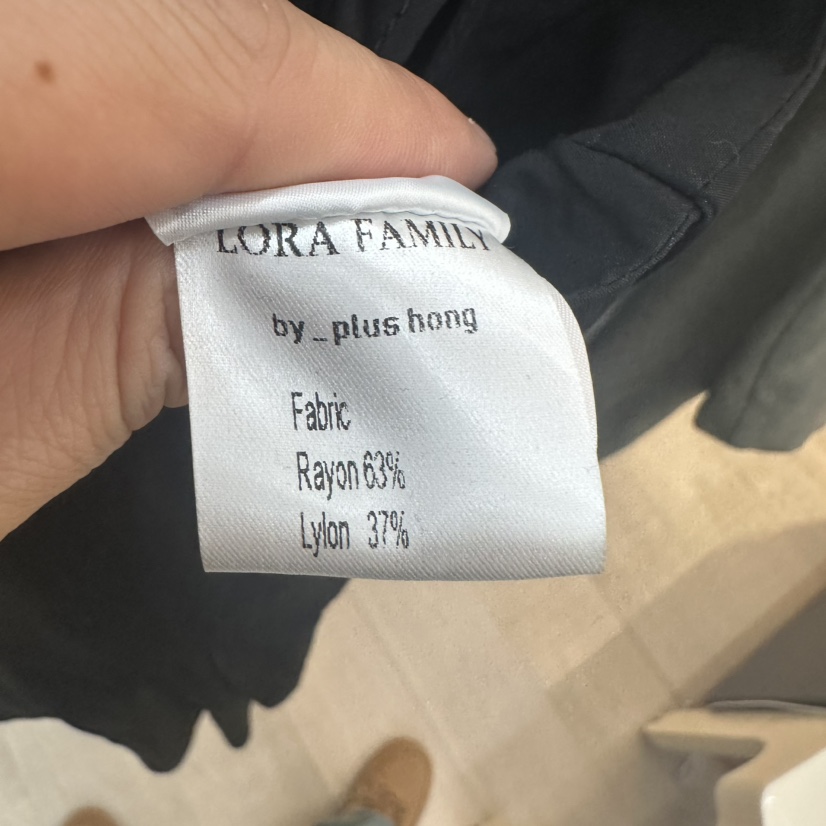 LORA FAMILY
by_plus hong
Fabric
Rayon 63%
Lylon 37%